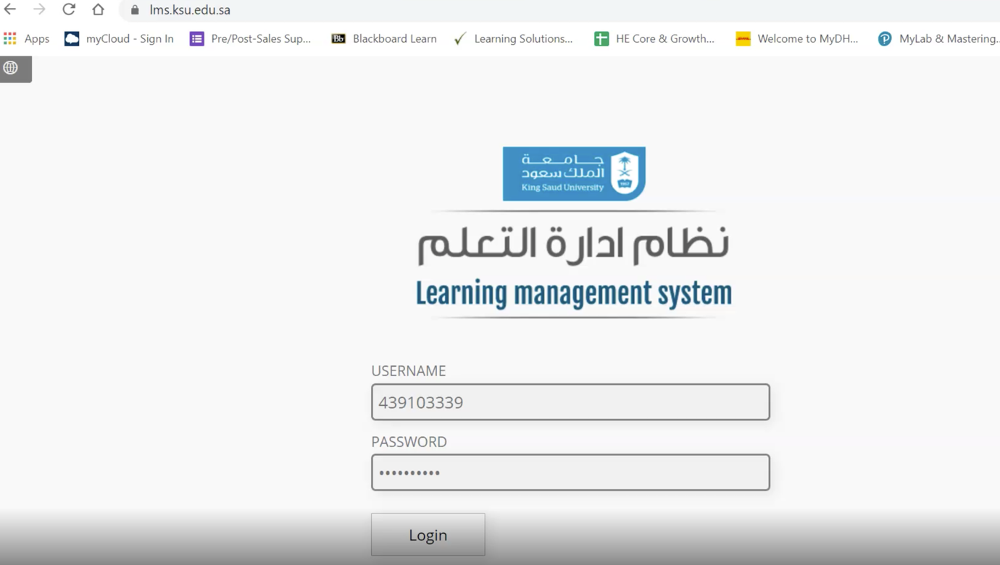 lms.ksu.edu.sa
Apps myCloud - Sign In Pre/Post-Sales Sup... Bb Blackboard Learn Learning Solutions... HE Core & Growth... Welcome to MyDH... MyLab & Mastering...
جامعة
الملك سعود
King Saud University
1957
نظام ادارة التعلم
Learning management system
USERNAME
439103339
PASSWORD
••••••••••
Login